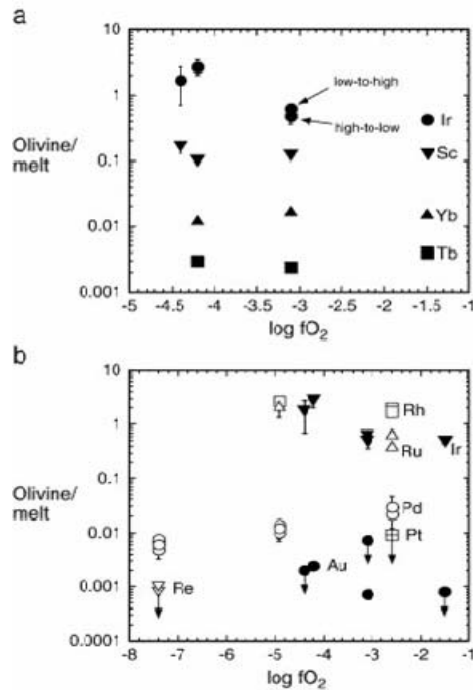 a
10
low-to-high
1
high-to-low
Ir
Olivine/
melt
0.1
Sc
0.01
Yb
Tb
0.001
-5 -4.5 -4 -3.5 -3 -2.5 -2 -1.5 -1
log fO₂
b
10
Rh
1
Ru
Ir
Olivine/
melt
0.1
Pd
0.01
Pt
Au
0.001
Re
0.0001
-8 -7 -6 -5 -4 -3 -2 -1
log fO₂